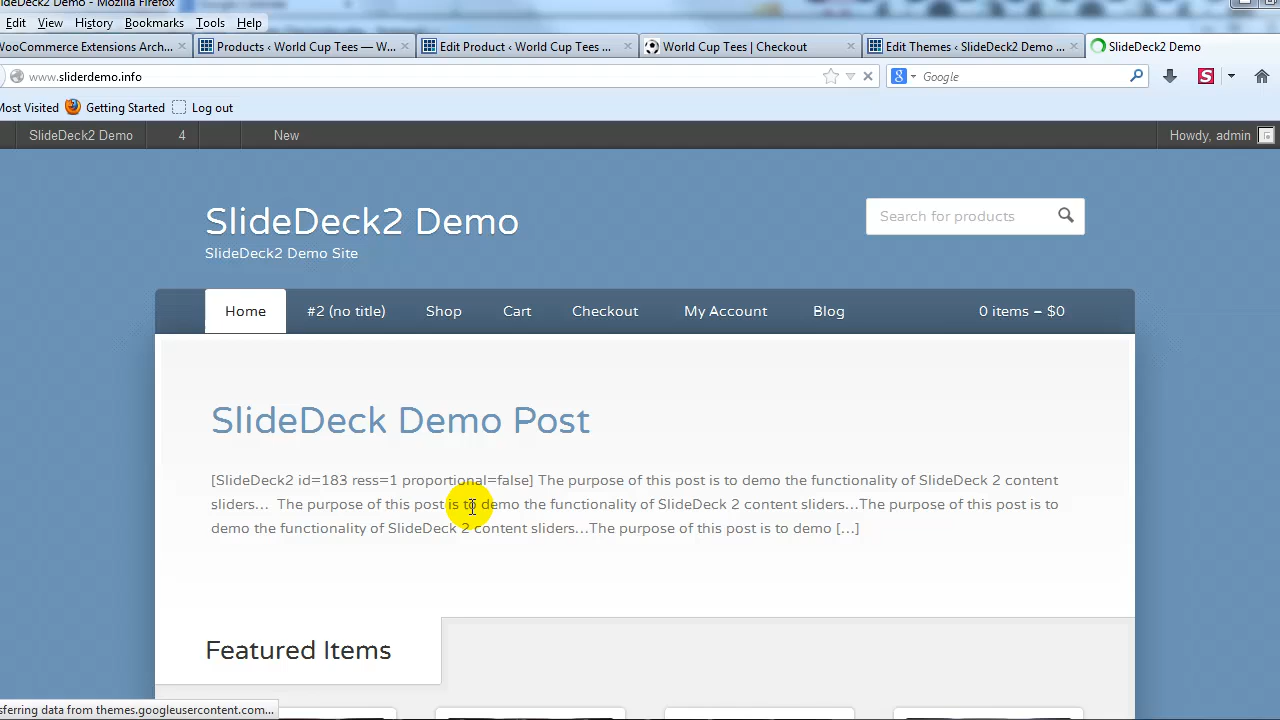 SlideDeck2 Demo - Mozilla Firefox
Edit View History Bookmarks Tools Help
WooCommerce Extensions Arch... × Products ‹ World Cup Tees — W... × Edit Product ‹ World Cup Tees ... × World Cup Tees | Checkout × Edit Themes ‹ SlideDeck2 Demo ... × SlideDeck2 Demo
www.sliderdemo.info
Google
Most Visited Getting Started Log out
SlideDeck2 Demo 4 New Howdy, admin
SlideDeck2 Demo
SlideDeck2 Demo Site
Search for products
Home #2 (no title) Shop Cart Checkout My Account Blog 0 items – $0
SlideDeck Demo Post
[SlideDeck2 id=183 ress=1 proportional=false] The purpose of this post is to demo the functionality of SlideDeck 2 content
sliders… The purpose of this post is to demo the functionality of SlideDeck 2 content sliders…The purpose of this post is to
demo the functionality of SlideDeck 2 content sliders…The purpose of this post is to demo […]
Featured Items
sferring data from themes.googleusercontent.com...